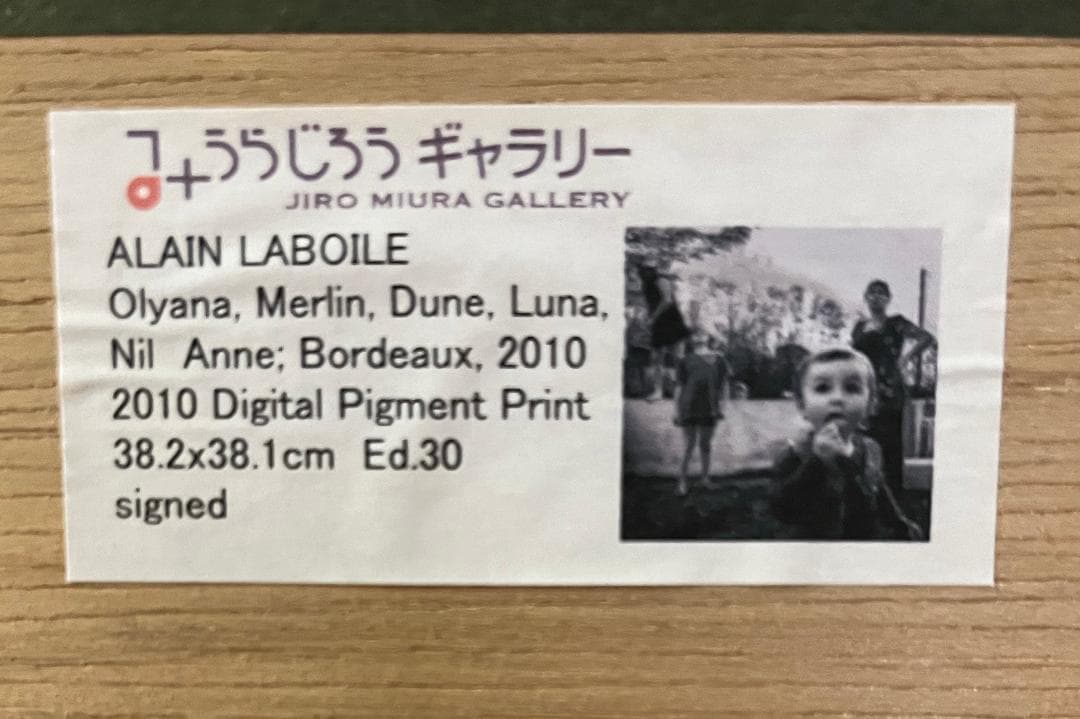 みうらじろうギャラリー
JIRO MIURA GALLERY
ALAIN LABOILE
Olyana, Merlin, Dune, Luna,
Nil Anne; Bordeaux, 2010
2010 Digital Pigment Print
38.2x38.1cm Ed.30
signed